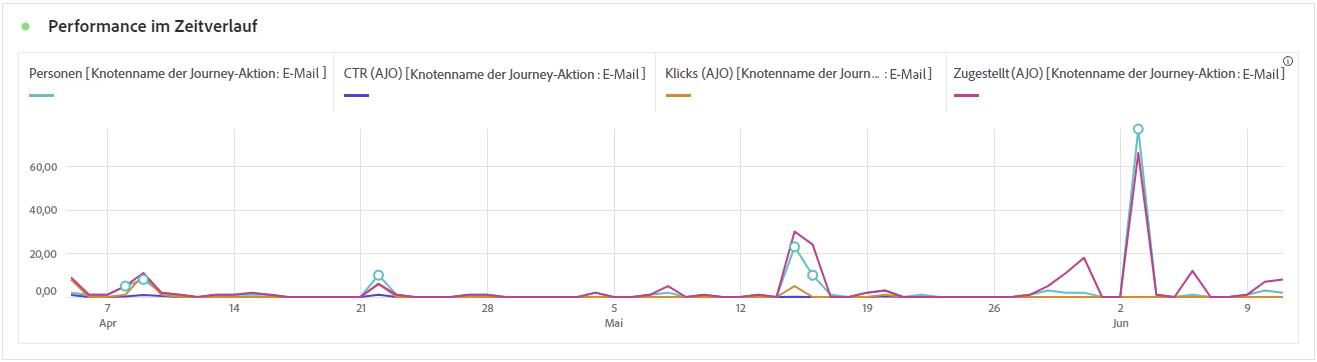 Performance im Zeitverlauf
Personen [Knotenname der Journey-Aktion: E-Mail ]
CTR (AJO) [Knotenname der Journey-Aktion : E-Mail ]
Klicks (AJO) [Knotenname der Journ... : E-Mail ]
Zugestellt (AJO) [Knotenname der Journey-Aktion : E-Mail ]
60,00
40,00
20,00
0,00
7 14 21 28 5 12 19 26 2 9
Apr Mai Jun